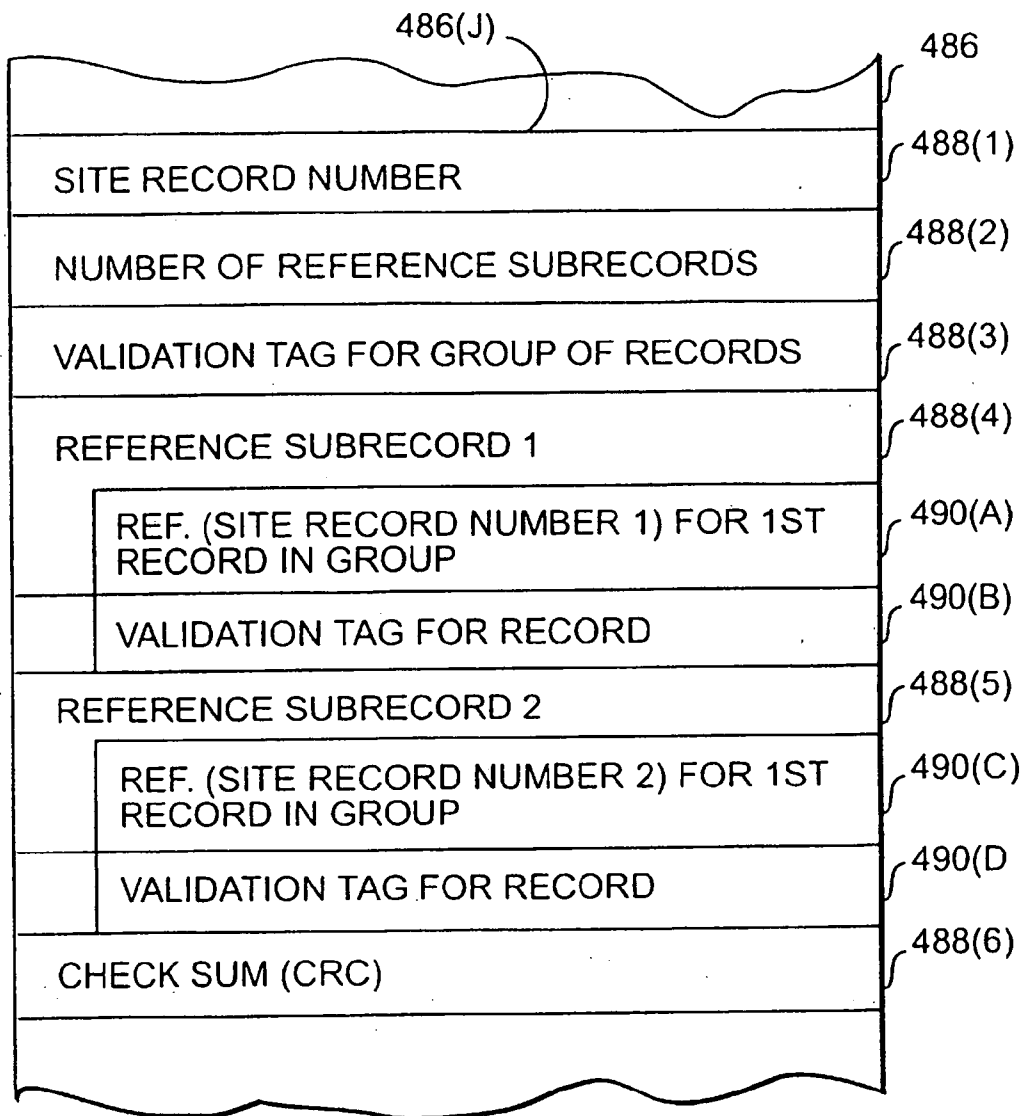 486(J)
486
488(1)
SITE RECORD NUMBER
488(2)
NUMBER OF REFERENCE SUBRECORDS
488(3)
VALIDATION TAG FOR GROUP OF RECORDS
488(4)
REFERENCE SUBRECORD 1
490(A)
REF. (SITE RECORD NUMBER 1) FOR 1ST
RECORD IN GROUP
490(B)
VALIDATION TAG FOR RECORD
488(5)
REFERENCE SUBRECORD 2
490(C)
REF. (SITE RECORD NUMBER 2) FOR 1ST
RECORD IN GROUP
490(D
VALIDATION TAG FOR RECORD
488(6)
CHECK SUM (CRC)